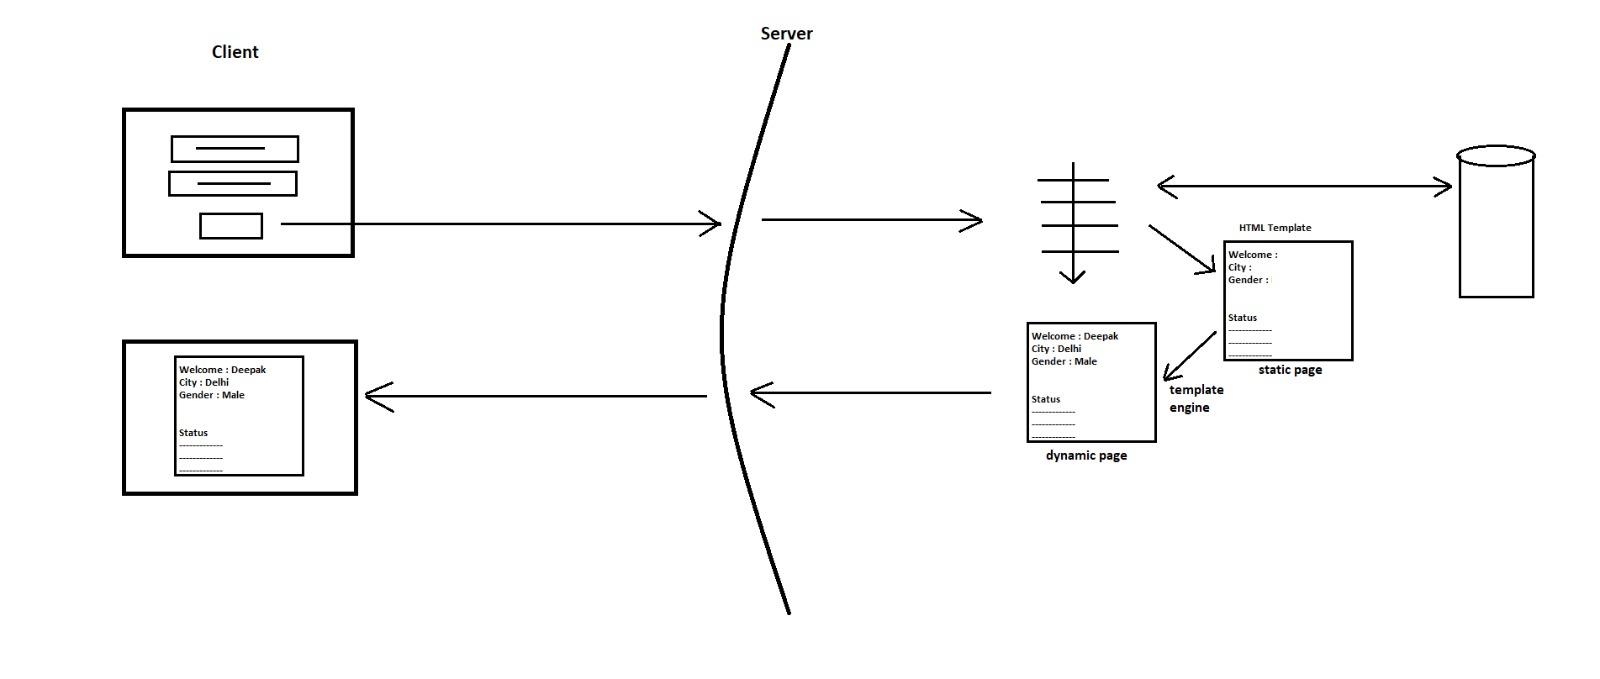 Server
Client
HTML Template
Welcome :
City :
Gender :
Status
-------------
-------------
-------------
static page
Welcome : Deepak
City : Delhi
Gender : Male
Status
-------------
-------------
-------------
dynamic page
template
engine
Welcome : Deepak
City : Delhi
Gender : Male
Status
-------------
-------------
-------------